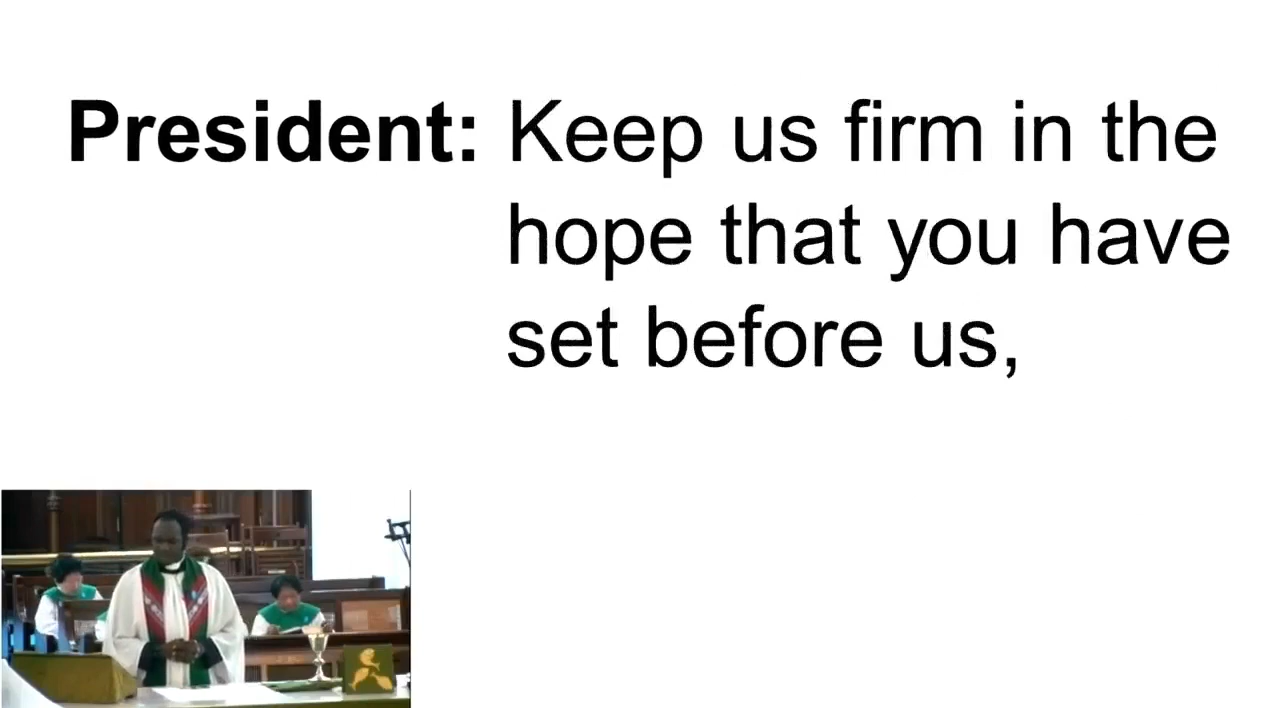 President: Keep us firm in the
hope that you have
set before us,